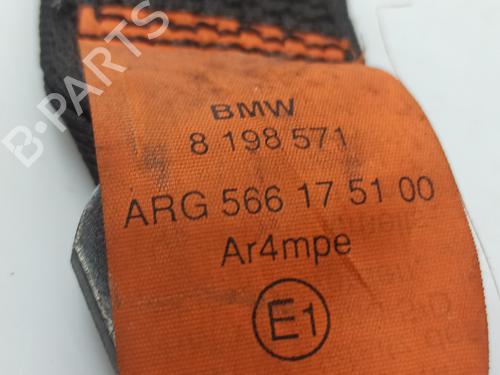 B-PARTS
BMW
8 198 571
ARG 566 17 51 00
Ar4mpe
E1